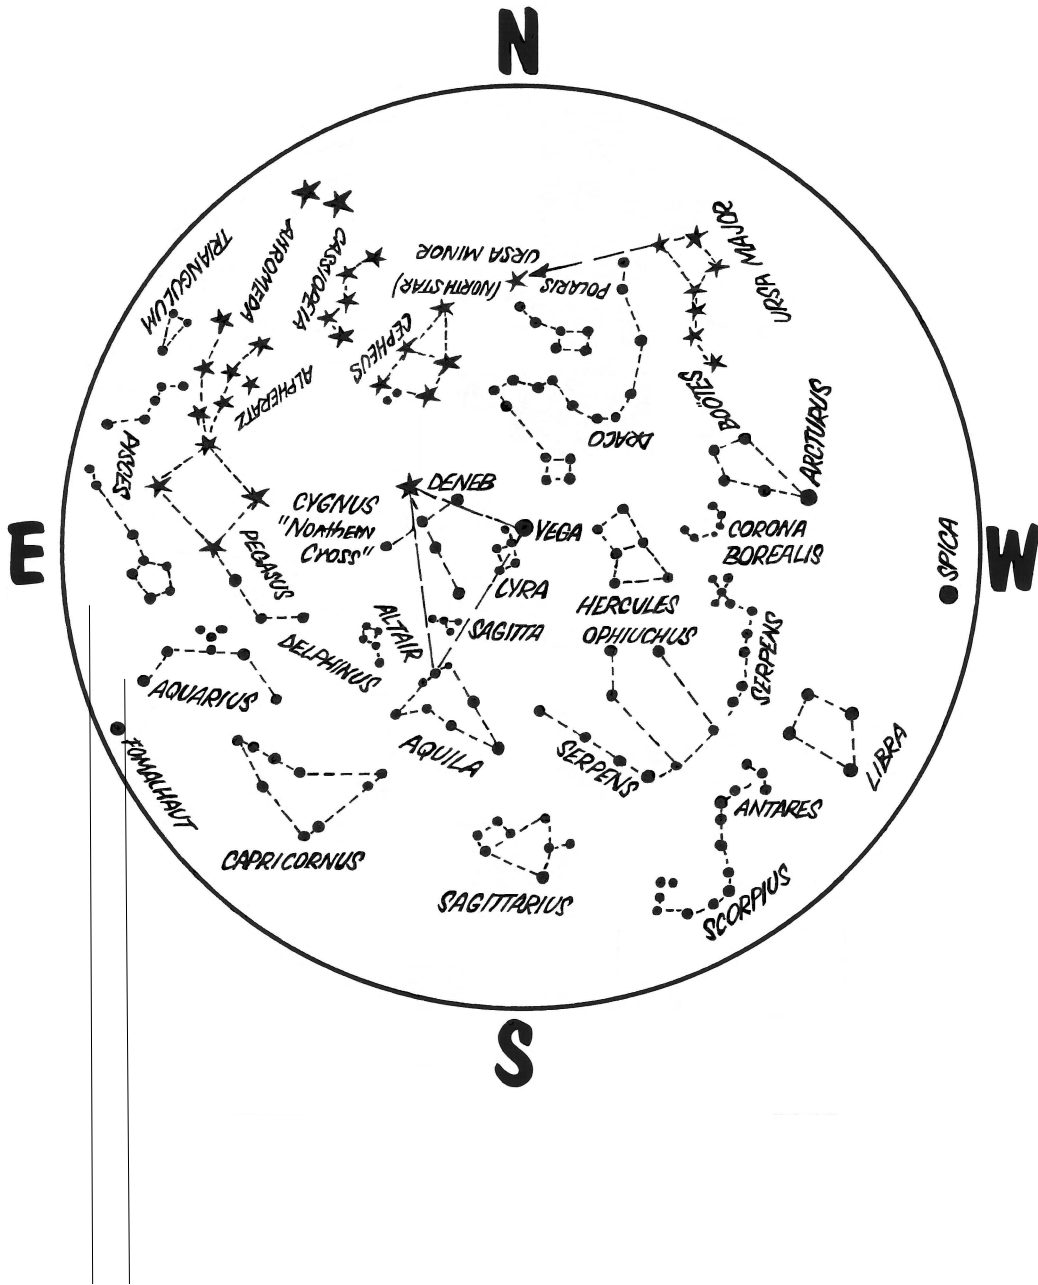 N
URSA MAJOR
TRIANGULUM
ANROMEDA
CASSIOPEIA
URSA MINOR
(NORTH STAR)
POLARIS
CEPHEUS
ALPHERATZ
BOÖTES
ARCTURUS
DRACO
PYSCES
DENEB
CYGNUS
"Northern
Cross"
VEGA
CORONA
BOREALIS
SPICA
E
W
PEGASUS
LYRA
HERCULES
OPHIUCHUS
SAGITTA
ALTAIR
DELPHINUS
SERPENS
AQUARIUS
AQUILA
SERPENS
LIBRA
FOMALHAUT
ANTARES
CAPRICORNUS
SAGITTARIUS
SCORPIUS
S